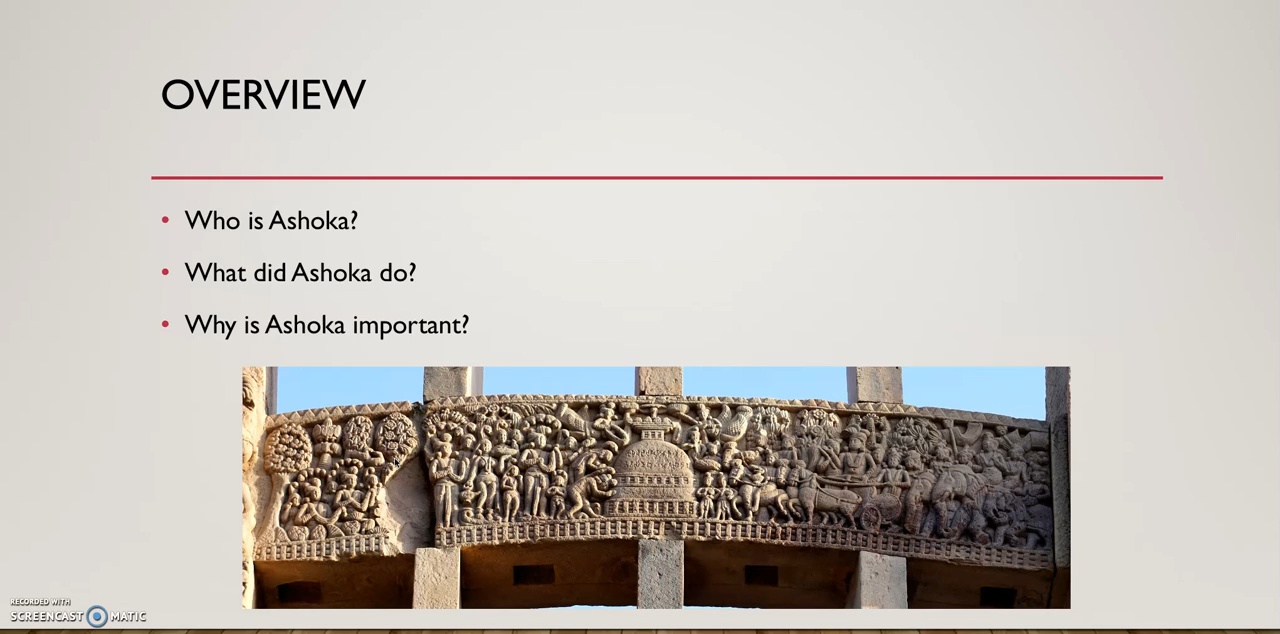 OVERVIEW
Who is Ashoka?
What did Ashoka do?
Why is Ashoka important?
RECORDED WITH
SCREENCAST MATIC